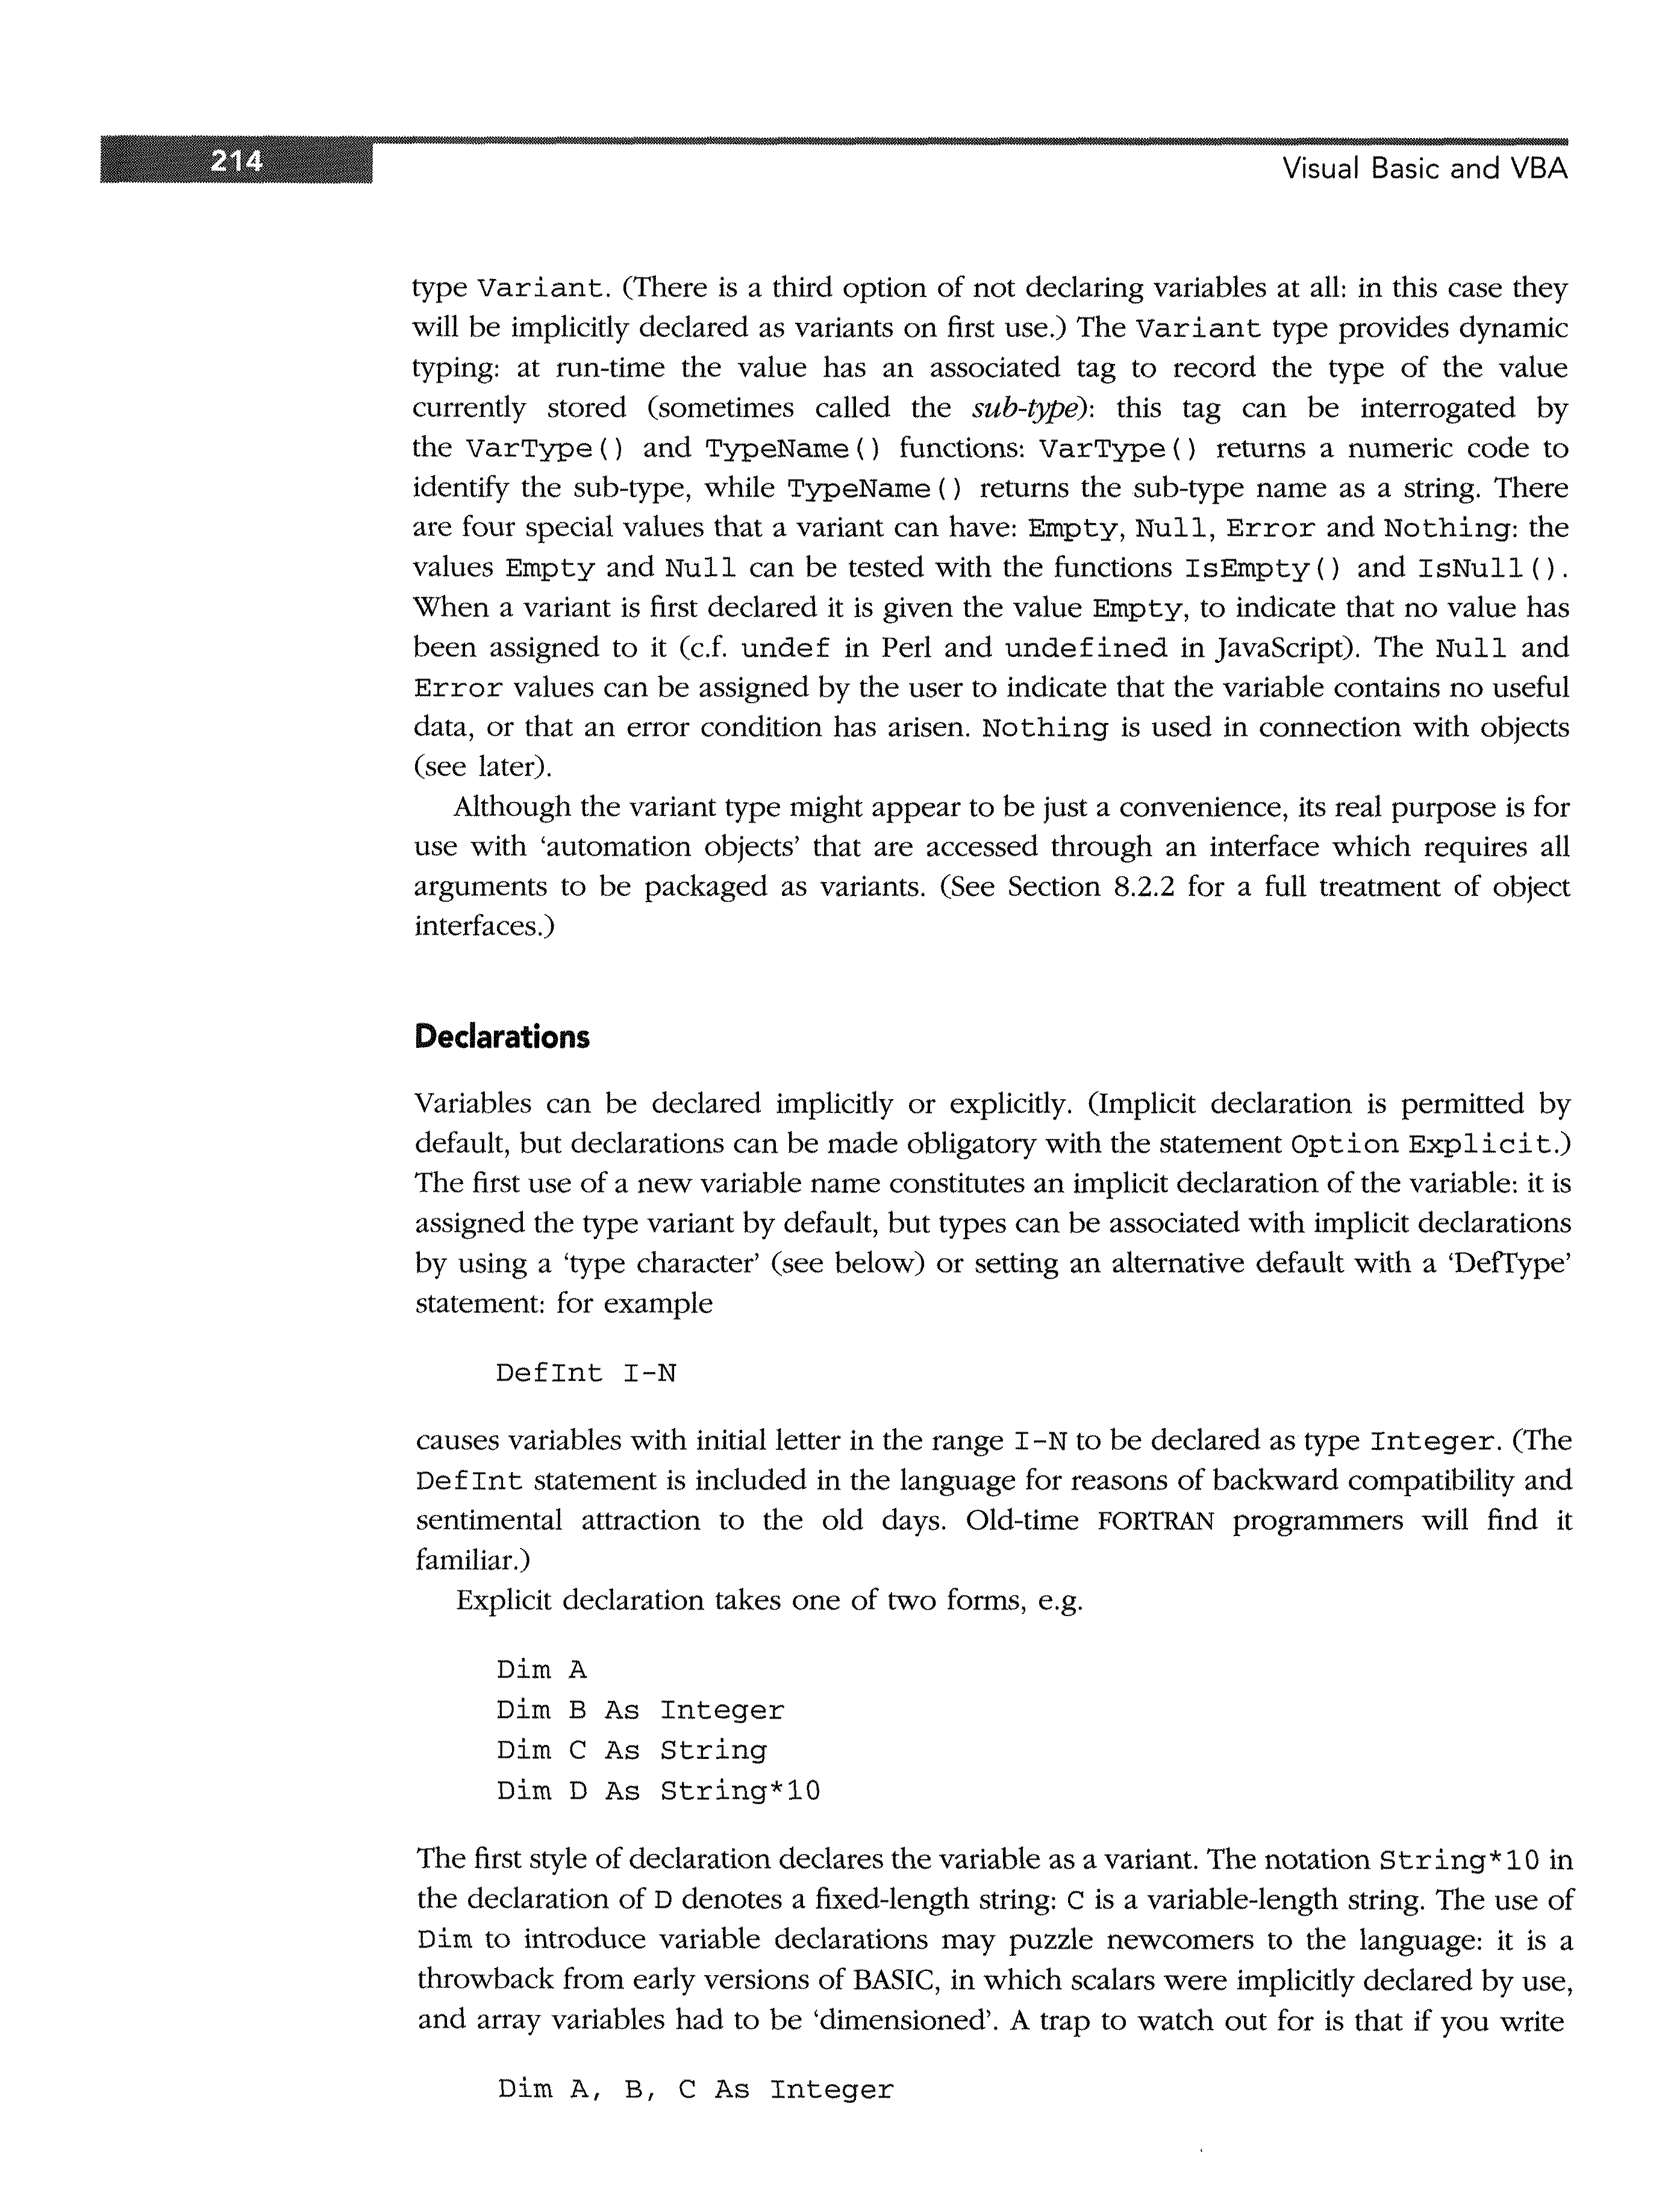 214
Visual Basic and VBA
type Variant. (There is a third option of not declaring variables at all: in this case they
will be implicitly declared as variants on first use.) The Variant type provides dynamic
typing: at run-time the value has an associated tag to record the type of the value
currently stored (sometimes called the sub-type): this tag can be interrogated by
the VarType() and TypeName() functions: VarType() returns a numeric code to
identify the sub-type, while TypeName() returns the sub-type name as a string. There
are four special values that a variant can have: Empty, Null, Error and Nothing: the
values Empty and Null can be tested with the functions IsEmpty() and IsNull().
When a variant is first declared it is given the value Empty, to indicate that no value has
been assigned to it (c.f. undef in Perl and undefined in JavaScript). The Null and
Error values can be assigned by the user to indicate that the variable contains no useful
data, or that an error condition has arisen. Nothing is used in connection with objects
(see later).
Although the variant type might appear to be just a convenience, its real purpose is for
use with ‘automation objects’ that are accessed through an interface which requires all
arguments to be packaged as variants. (See Section 8.2.2 for a full treatment of object
interfaces.)
Declarations
Variables can be declared implicitly or explicitly. (Implicit declaration is permitted by
default, but declarations can be made obligatory with the statement Option Explicit.)
The first use of a new variable name constitutes an implicit declaration of the variable: it is
assigned the type variant by default, but types can be associated with implicit declarations
by using a ‘type character’ (see below) or setting an alternative default with a ‘DefType’
statement: for example
DefInt I-N
causes variables with initial letter in the range I-N to be declared as type Integer. (The
DefInt statement is included in the language for reasons of backward compatibility and
sentimental attraction to the old days. Old-time FORTRAN programmers will find it
familiar.)
Explicit declaration takes one of two forms, e.g.
Dim A
Dim B As Integer
Dim C As String
Dim D As String*10
The first style of declaration declares the variable as a variant. The notation String*10 in
the declaration of D denotes a fixed-length string: C is a variable-length string. The use of
Dim to introduce variable declarations may puzzle newcomers to the language: it is a
throwback from early versions of BASIC, in which scalars were implicitly declared by use,
and array variables had to be ‘dimensioned’. A trap to watch out for is that if you write
Dim A, B, C As Integer